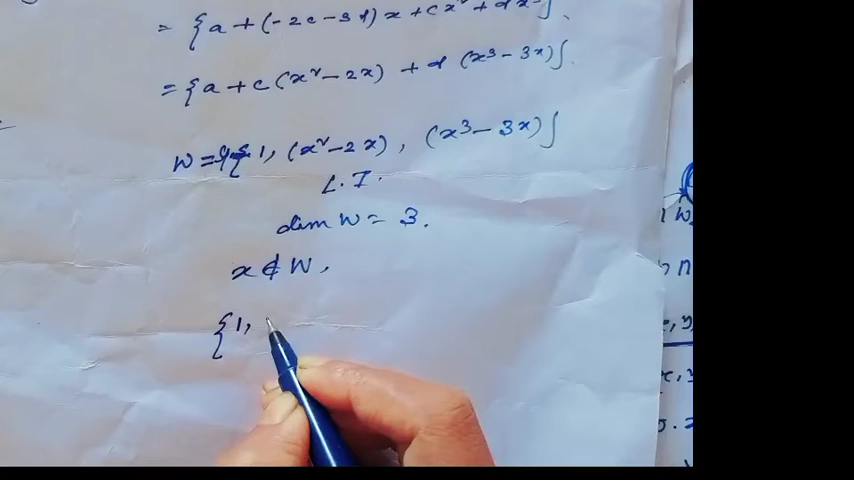 = {a + (-2c-3d)x + cx² + dx³}.
= {a + c(x²-2x) + d(x³-3x)}.
W = {1, (x²-2x), (x³-3x)}
L.I.
dim W = 3.
x ∉ W,
{1,